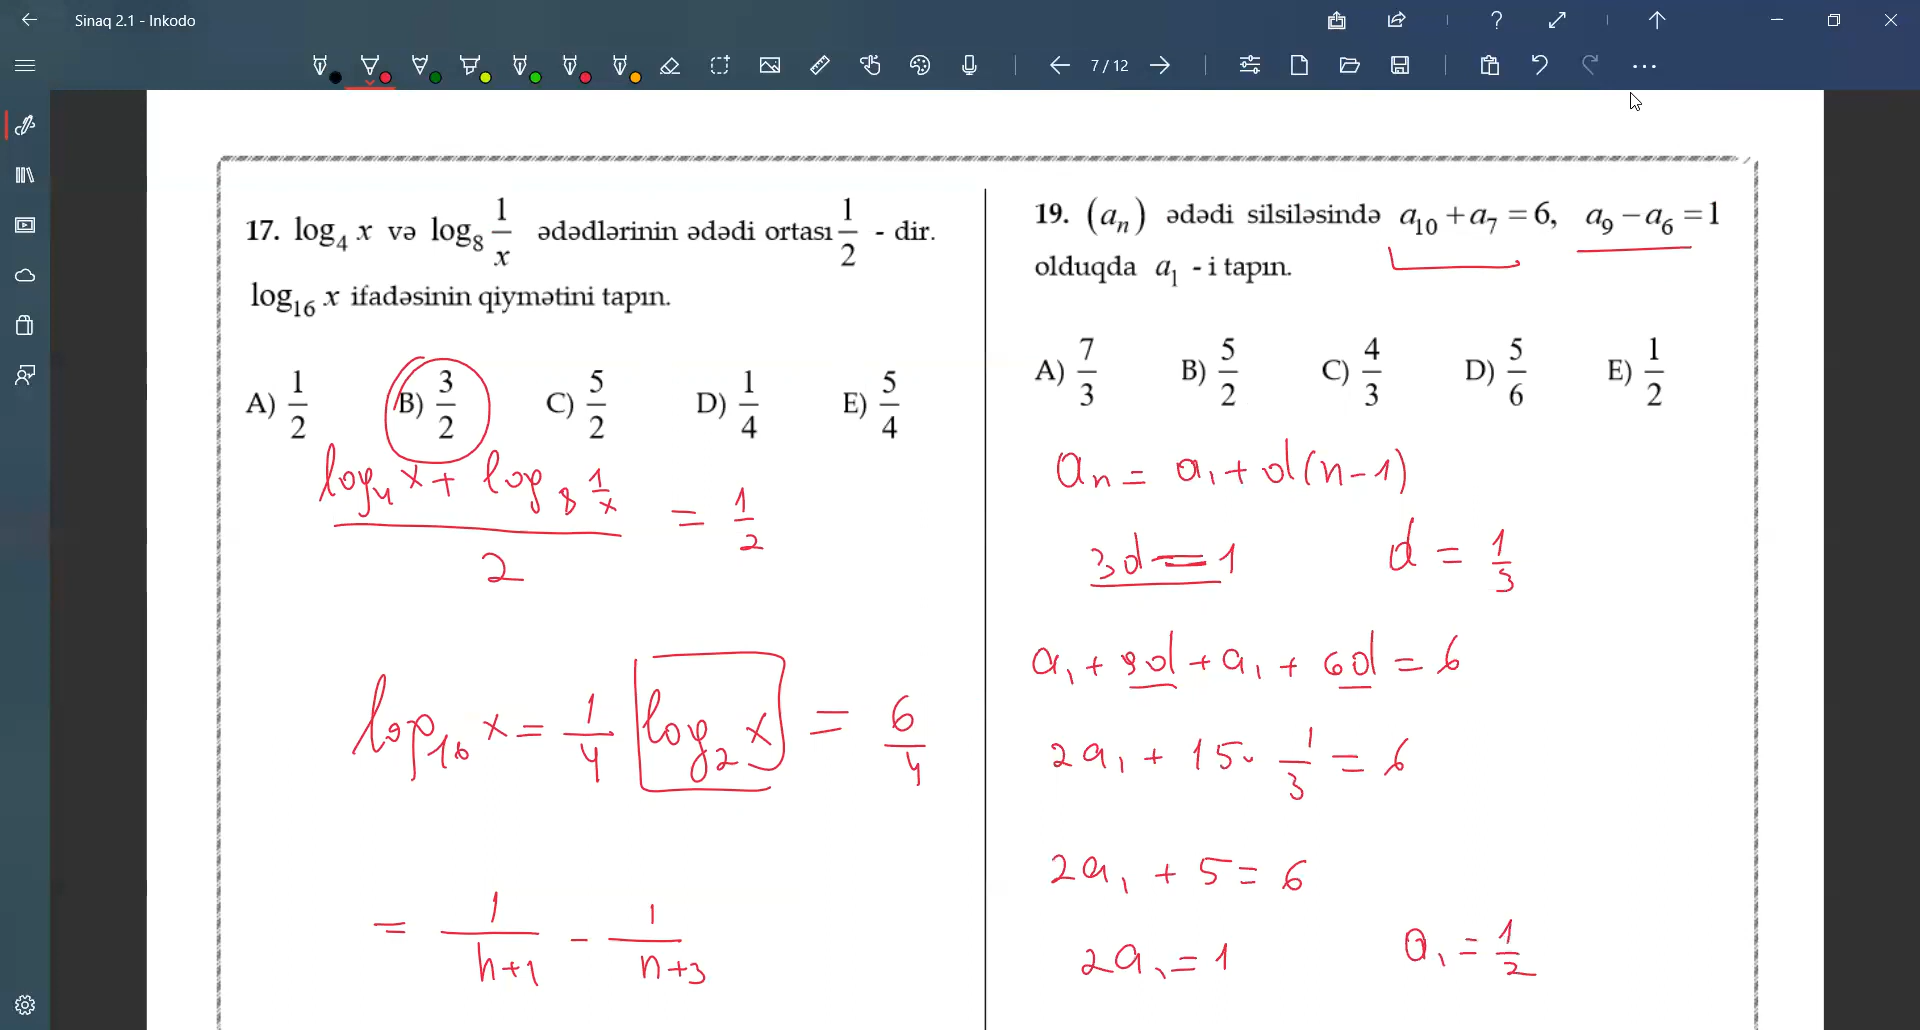 Sinaq 2.1 - Inkodo
7 / 12
17. log₄ x və log₈ 1/x ədədlərinin ədədi ortası 1/2 - dir.
log₁₆ x ifadəsinin qiymətini tapın.
A) 1/2 B) 3/2 C) 5/2 D) 1/4 E) 5/4
(log₄ x + log₈ 1/x)/2 = 1/2
log₁₆ x = 1/4 log₂ x = 6/4
= 1/(n+1) - 1/(n+3)
19. (aₙ) ədədi silsiləsində a₁₀ + a₇ = 6, a₉ − a₆ = 1
olduqda a₁ - i tapın.
A) 7/3 B) 5/2 C) 4/3 D) 5/6 E) 1/2
aₙ = a₁ + d(n-1)
3d = 1 d = 1/3
a₁ + 9d + a₁ + 6d = 6
2a₁ + 15 · 1/3 = 6
2a₁ + 5 = 6
2a₁ = 1 a₁ = 1/2